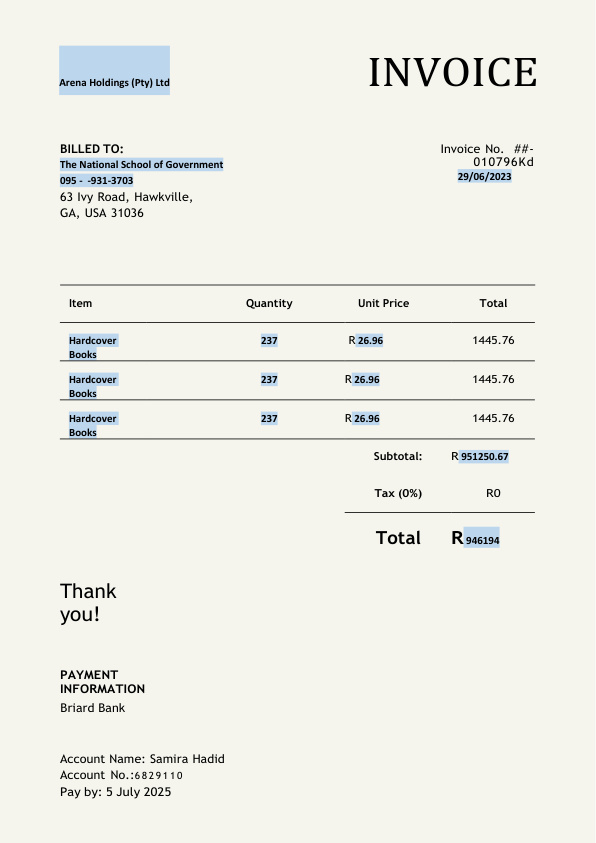 Arena Holdings (Pty) Ltd
INVOICE
BILLED TO:
The National School of Government
095 -  -931-3703
63 Ivy Road, Hawkville,
GA, USA 31036
Invoice No. ##-
010796Kd
29/06/2023
Item Quantity Unit Price Total
Hardcover Books 237 R 26.96 1445.76
Hardcover Books 237 R 26.96 1445.76
Hardcover Books 237 R 26.96 1445.76
Subtotal: R 951250.67
Tax (0%) R0
Total R 946194
Thank
you!
PAYMENT
INFORMATION
Briard Bank
Account Name: Samira Hadid
Account No.:6829110
Pay by: 5 July 2025